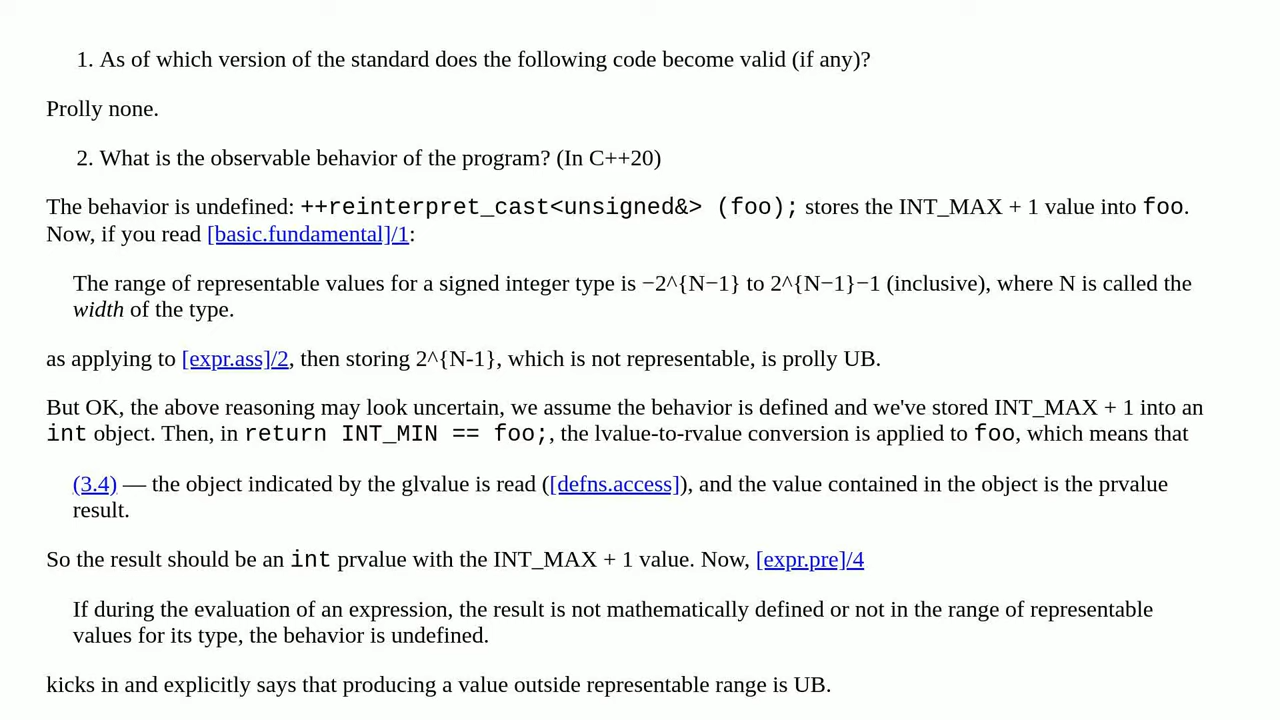 1. As of which version of the standard does the following code become valid (if any)?
Prolly none.
2. What is the observable behavior of the program? (In C++20)
The behavior is undefined: ++reinterpret_cast<unsigned&> (foo); stores the INT_MAX + 1 value into foo.
Now, if you read [basic.fundamental]/1:
The range of representable values for a signed integer type is −2^{N−1} to 2^{N−1}−1 (inclusive), where N is called the
width of the type.
as applying to [expr.ass]/2, then storing 2^{N-1}, which is not representable, is prolly UB.
But OK, the above reasoning may look uncertain, we assume the behavior is defined and we've stored INT_MAX + 1 into an
int object. Then, in return INT_MIN == foo;, the lvalue-to-rvalue conversion is applied to foo, which means that
(3.4) — the object indicated by the glvalue is read ([defns.access]), and the value contained in the object is the prvalue
result.
So the result should be an int prvalue with the INT_MAX + 1 value. Now, [expr.pre]/4
If during the evaluation of an expression, the result is not mathematically defined or not in the range of representable
values for its type, the behavior is undefined.
kicks in and explicitly says that producing a value outside representable range is UB.